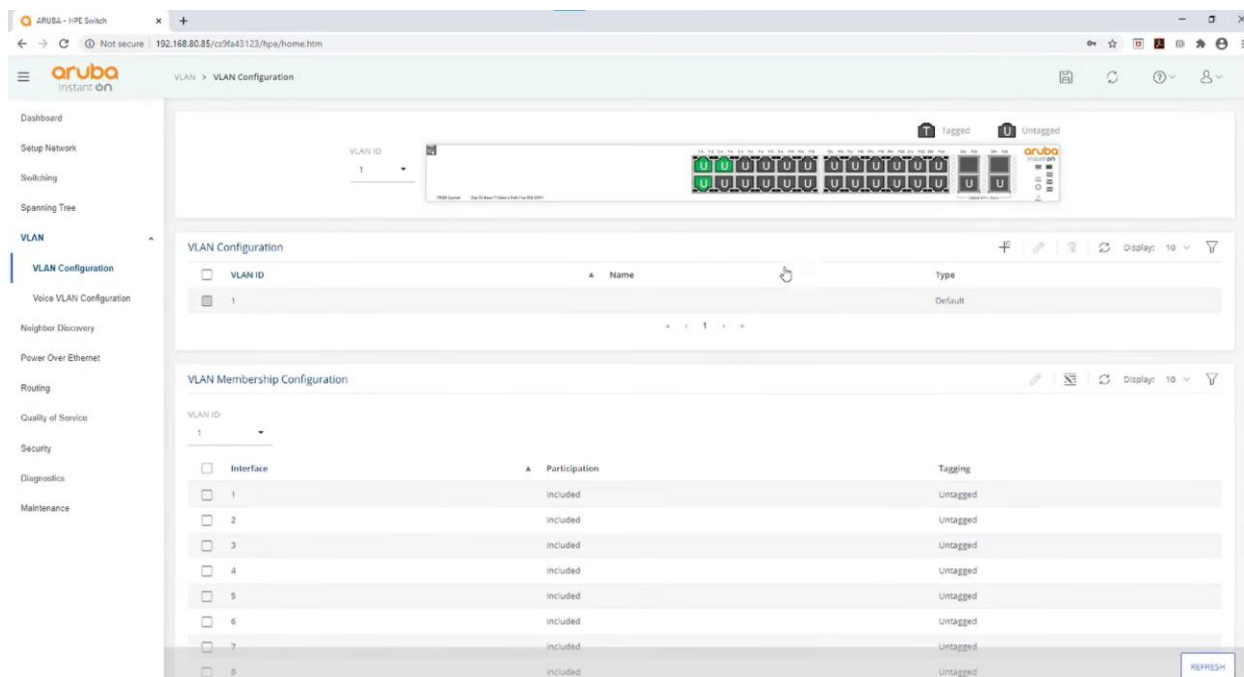 ARUBA - HPE Switch
Not secure 192.168.80.85/cs9fa43123/hpe/home.htm
aruba
instant on
VLAN > VLAN Configuration
Dashboard
Setup Network
Switching
Spanning Tree
VLAN
VLAN Configuration
Voice VLAN Configuration
Neighbor Discovery
Power Over Ethernet
Routing
Quality of Service
Security
Diagnostics
Maintenance
T Tagged U Untagged
VLAN ID
1
aruba
U U U U U U U U U U U U
U U U U U U U U U U U U U U
VLAN Configuration Display: 10
VLAN ID Name Type
1 Default
« ‹ 1 › »
VLAN Membership Configuration Display: 10
VLAN ID
1
Interface Participation Tagging
1 Included Untagged
2 Included Untagged
3 Included Untagged
4 Included Untagged
5 Included Untagged
6 Included Untagged
7 Included Untagged
8 Included Untagged
REFRESH